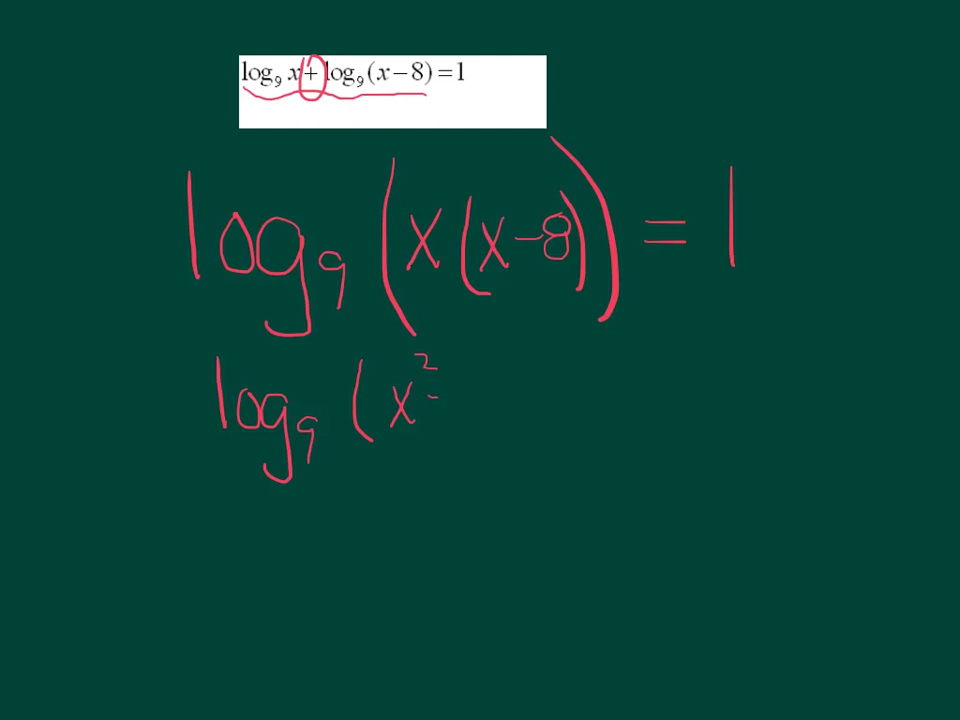 log₉ x + log₉ (x − 8) = 1
log₉ (x(x−8)) = 1
log₉ (x² -